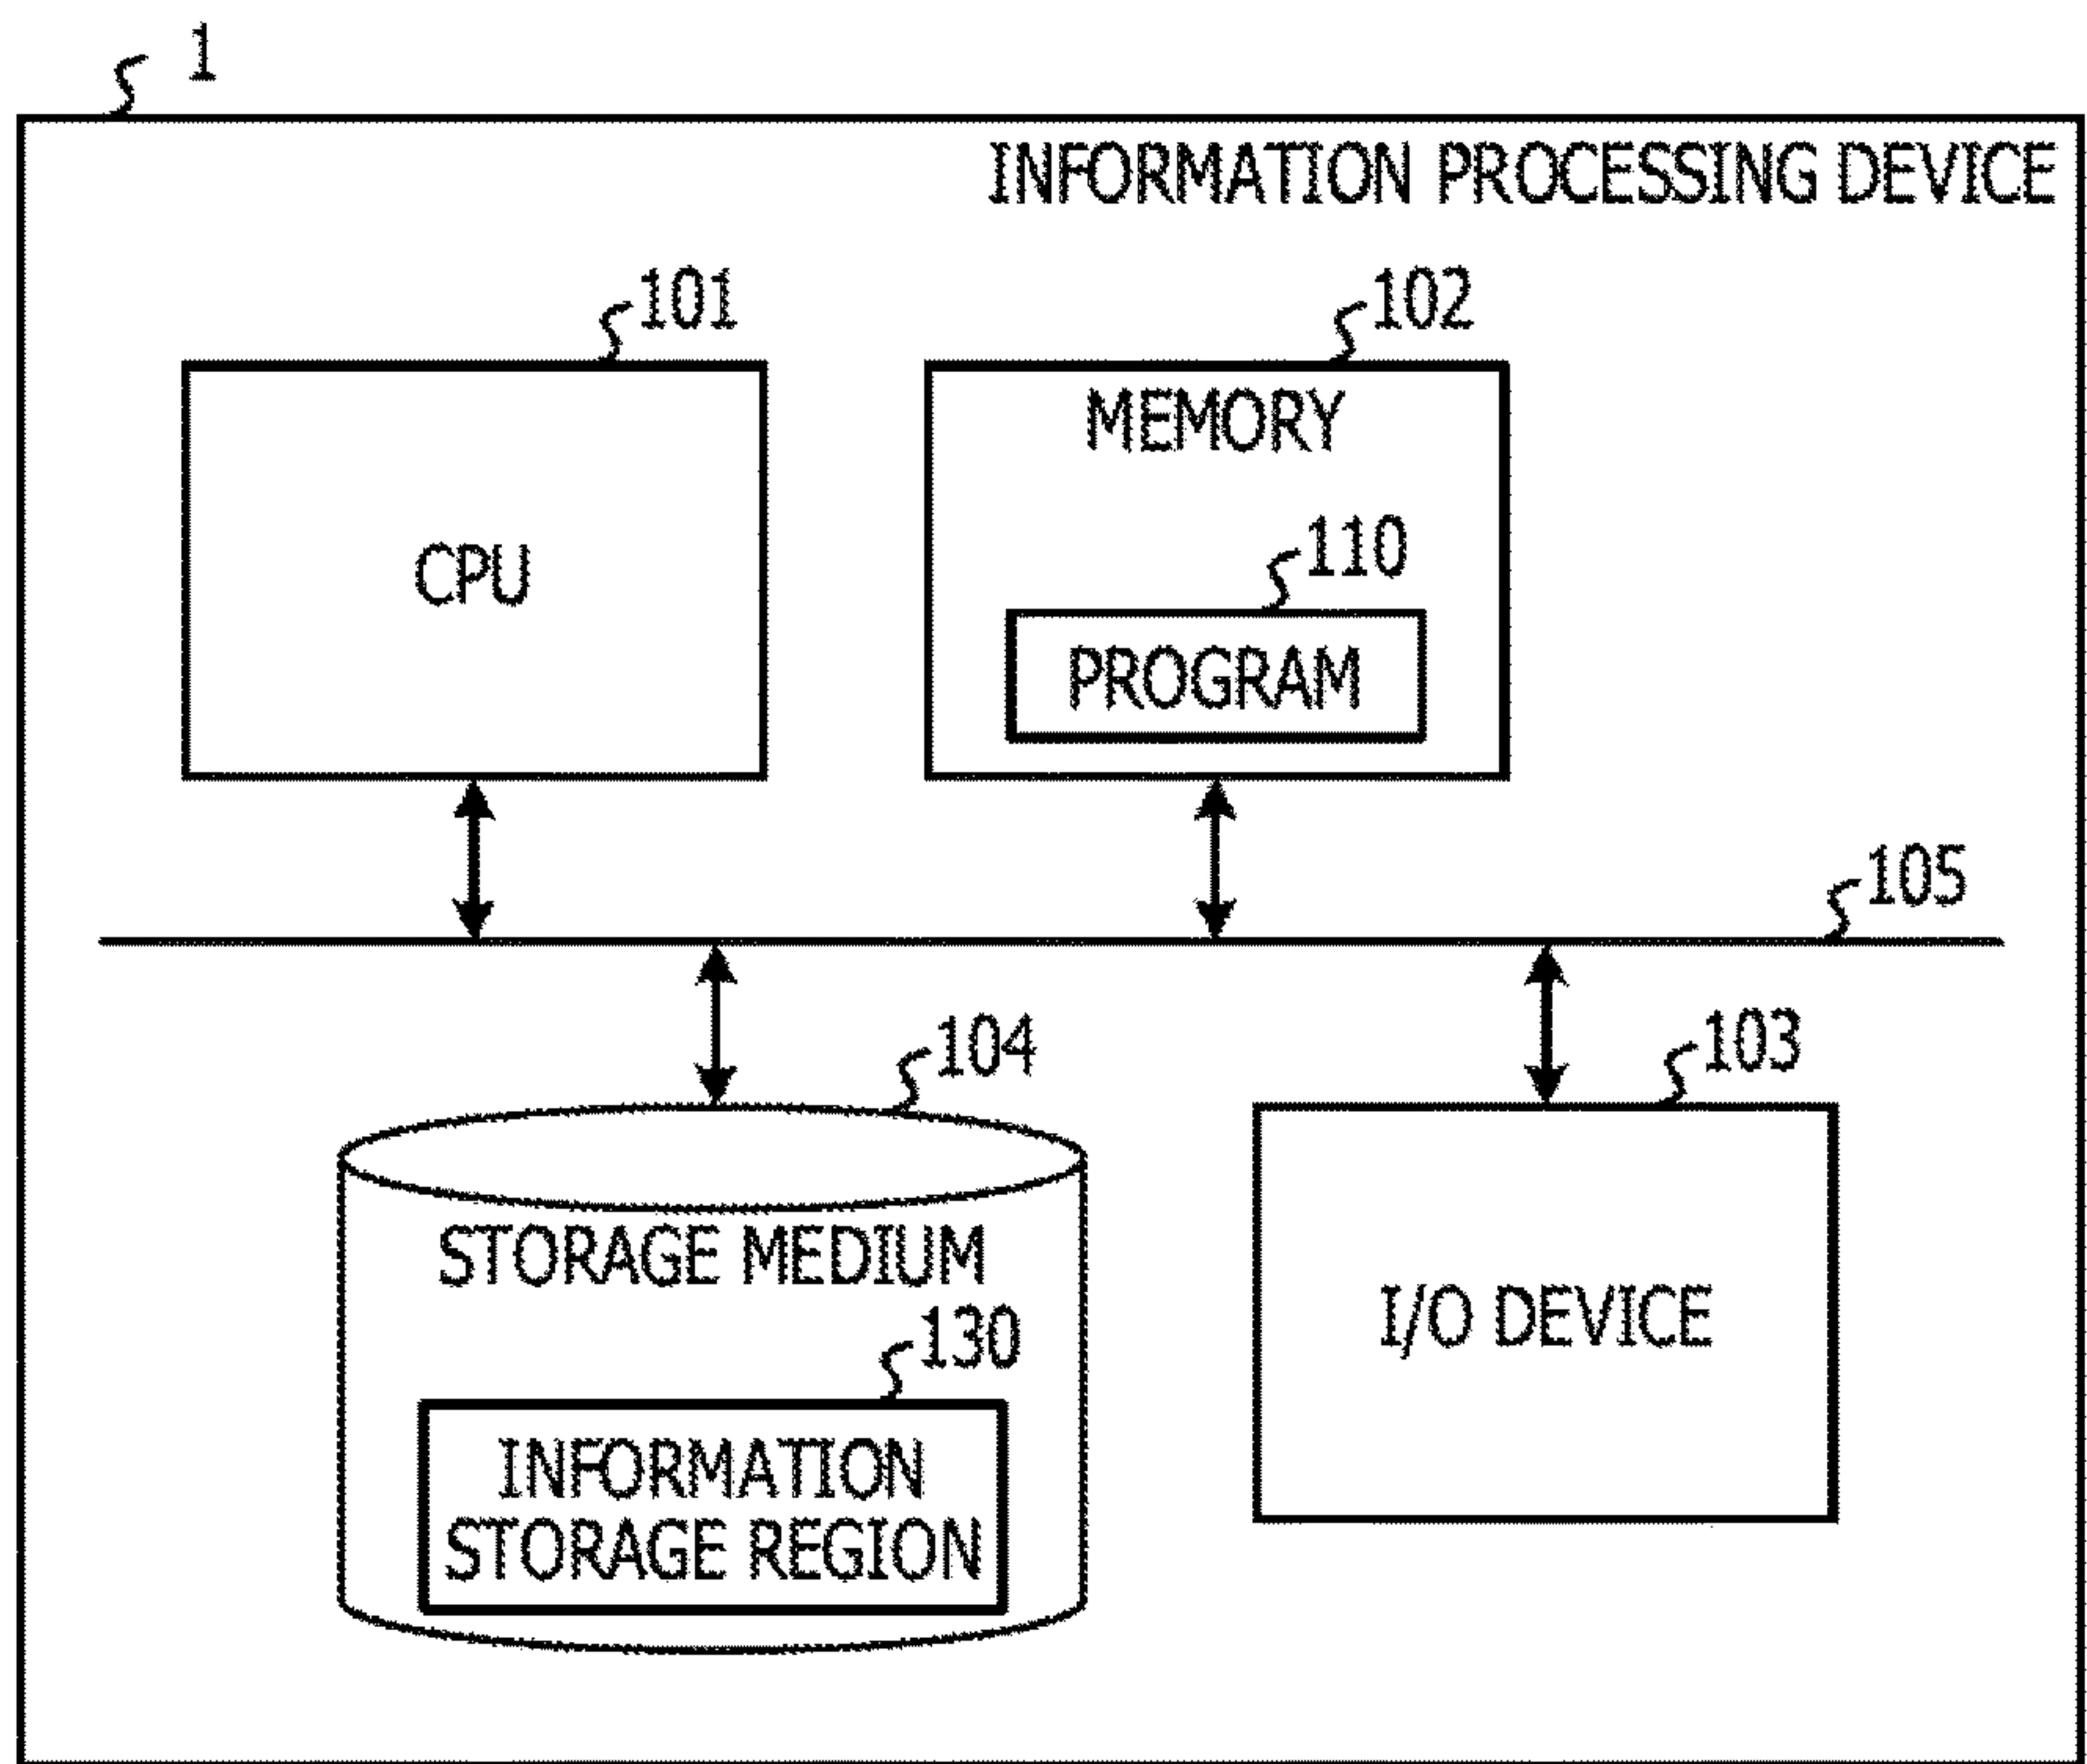 1
INFORMATION PROCESSING DEVICE
101
102
CPU
MEMORY
110
PROGRAM
105
104
103
STORAGE MEDIUM
I/O DEVICE
130
INFORMATION
STORAGE REGION